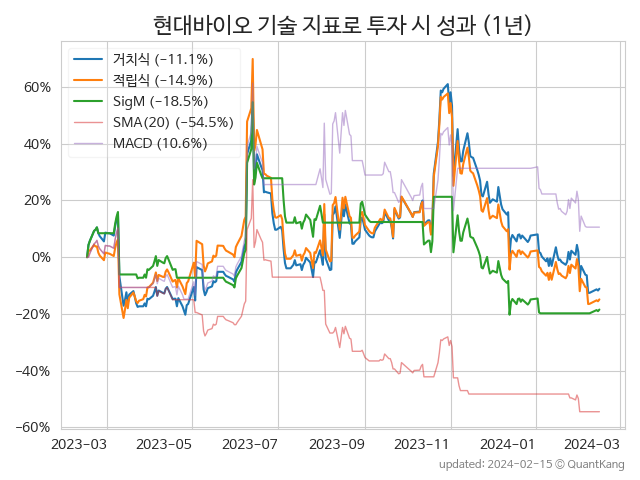 현대바이오 기술 지표로 투자 시 성과 (1년)
거치식 (−11.1%)
적립식 (−14.9%)
SigM (−18.5%)
SMA(20) (−54.5%)
MACD (10.6%)
60%
40%
20%
0%
−20%
−40%
−60%
2023−03 2023−05 2023−07 2023−09 2023−11 2024−01 2024−03
updated: 2024−02−15 © QuantKang